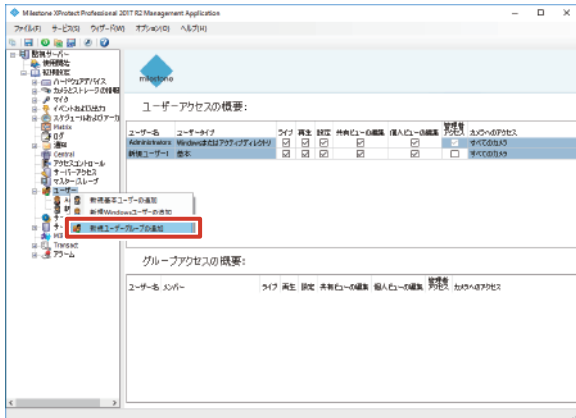 Milestone XProtect Professional 2017 R2 Management Application
ファイル(F) サービス(S) ウィザード(W) オプション(O) ヘルプ(H)
監視サーバー
使用開始
初期設定
ハードウェアデバイス
カメラとストレージの情報
マイク
イベントおよび出力
スケジュールおよびアーカ
Matrix
ログ
通知
Central
アクセスコントロール
サーバーアクセス
マスター/スレーブ
ユーザー
新規基本ユーザーの追加
新規Windowsユーザーの追加
新規ユーザーグループの追加
Transact
アラーム
milestone
ユーザーアクセスの概要:
ユーザー名 ユーザータイプ ライブ 再生 設定 共有ビューの編集 個人ビューの編集 管理者アクセス カメラへのアクセス
Administrators Windowsまたはアクティブディレクトリ すべてのカメラ
新規ユーザー1 基本 すべてのカメラ
グループアクセスの概要:
ユーザー名 メンバー ライブ 再生 設定 共有ビューの編集 個人ビューの編集 管理者アクセス カメラへのアクセス